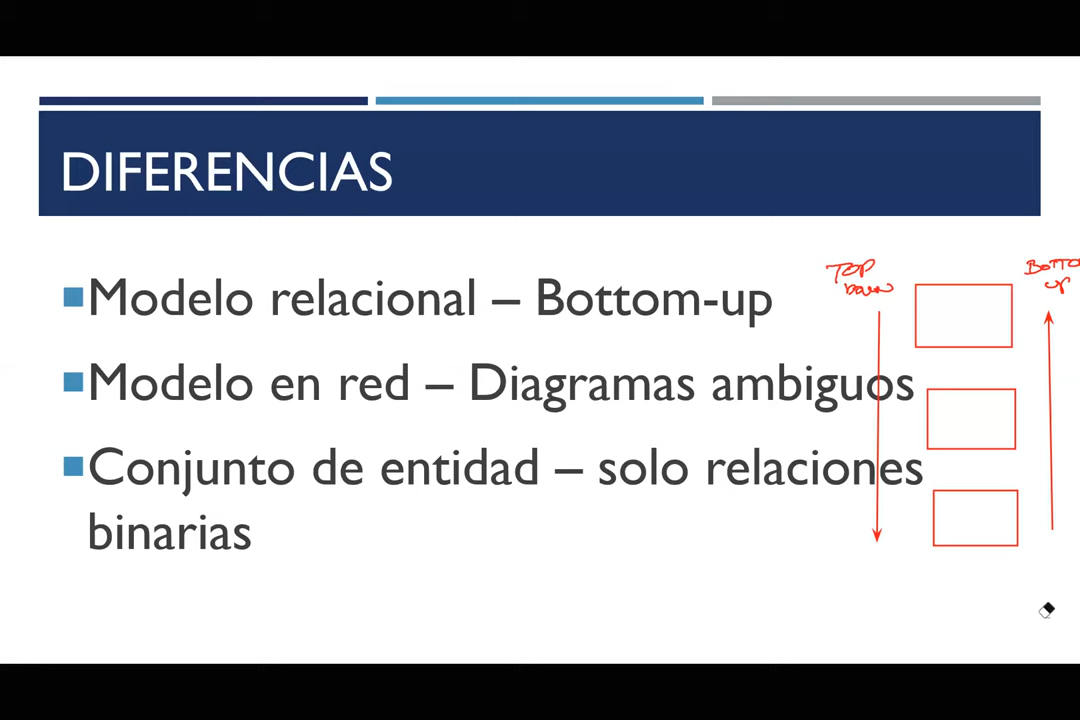 DIFERENCIAS
Modelo relacional – Bottom-up
Modelo en red – Diagramas ambiguos
Conjunto de entidad – solo relaciones
binarias
TOP
Down
BOTTO
up